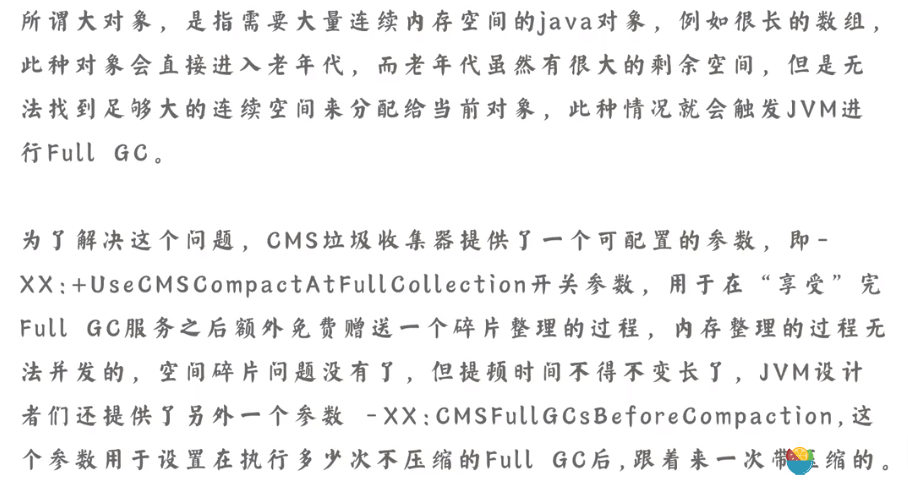 所谓大对象，是指需要大量连续内存空间的java对象，例如很长的数组，
此种对象会直接进入老年代，而老年代虽然有很大的剩余空间，但是无
法找到足够大的连续空间来分配给当前对象，此种情况就会触发JVM进
行Full GC。
为了解决这个问题，CMS垃圾收集器提供了一个可配置的参数，即-
XX:+UseCMSCompactAtFullCollection开关参数，用于在“享受”完
Full GC服务之后额外免费赠送一个碎片整理的过程，内存整理的过程无
法并发的，空间碎片问题没有了，但提顿时间不得不变长了，JVM设计
者们还提供了另外一个参数 -XX:CMSFullGCsBeforeCompaction,这
个参数用于设置在执行多少次不压缩的Full GC后,跟着来一次带缩的。